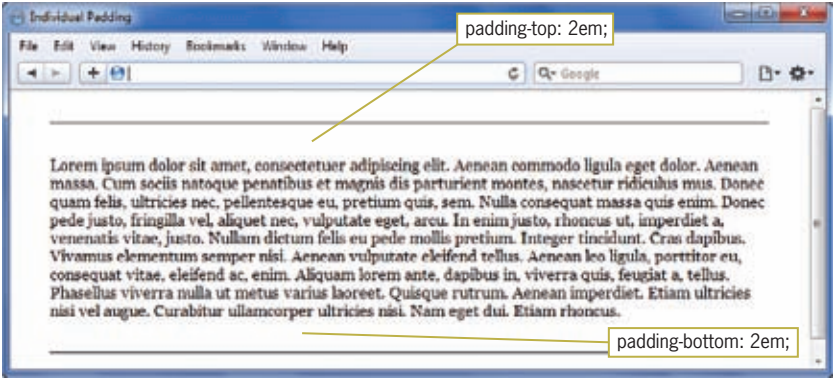 Individual Padding
padding-top: 2em;
File Edit View History Bookmarks Window Help
Google
Lorem ipsum dolor sit amet, consectetuer adipiscing elit. Aenean commodo ligula eget dolor. Aenean
massa. Cum sociis natoque penatibus et magnis dis parturient montes, nascetur ridiculus mus. Donec
quam felis, ultricies nec, pellentesque eu, pretium quis, sem. Nulla consequat massa quis enim. Donec
pede justo, fringilla vel, aliquet nec, vulputate eget, arcu. In enim justo, rhoncus ut, imperdiet a,
venenatis vitae, justo. Nullam dictum felis eu pede mollis pretium. Integer tincidunt. Cras dapibus.
Vivamus elementum semper nisi. Aenean vulputate eleifend tellus. Aenean leo ligula, porttitor eu,
consequat vitae, eleifend ac, enim. Aliquam lorem ante, dapibus in, viverra quis, feugiat a, tellus.
Phasellus viverra nulla ut metus varius laoreet. Quisque rutrum. Aenean imperdiet. Etiam ultricies
nisi vel augue. Curabitur ullamcorper ultricies nisi. Nam eget dui. Etiam rhoncus.
padding-bottom: 2em;